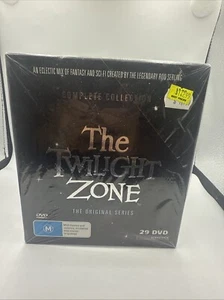 AN ECLECTIC MIX OF FANTASY AND SCI-FI CREATED BY THE LEGENDARY ROD SERLING
COMPLETE COLLECTION
The
TWILIGHT
ZONE
THE ORIGINAL SERIES
DVD
M
29 DVD